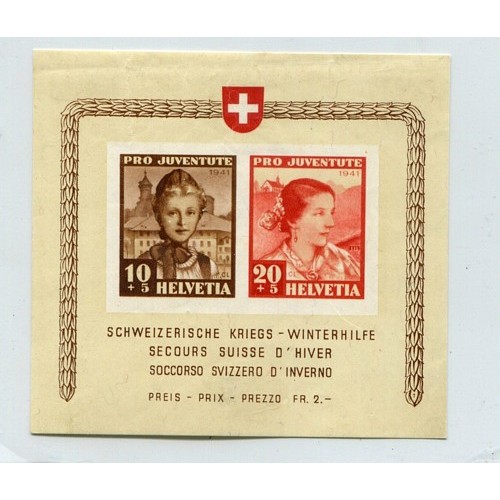 PRO JUVENTUTE
1941
10
+ 5 HELVETIA
PRO JUVENTUTE
1941
20
+ 5 HELVETIA
SCHWEIZERISCHE KRIEGS - WINTERHILFE
SECOURS SUISSE D'HIVER
SOCCORSO SVIZZERO D'INVERNO
PREIS - PRIX - PREZZO FR. 2.-